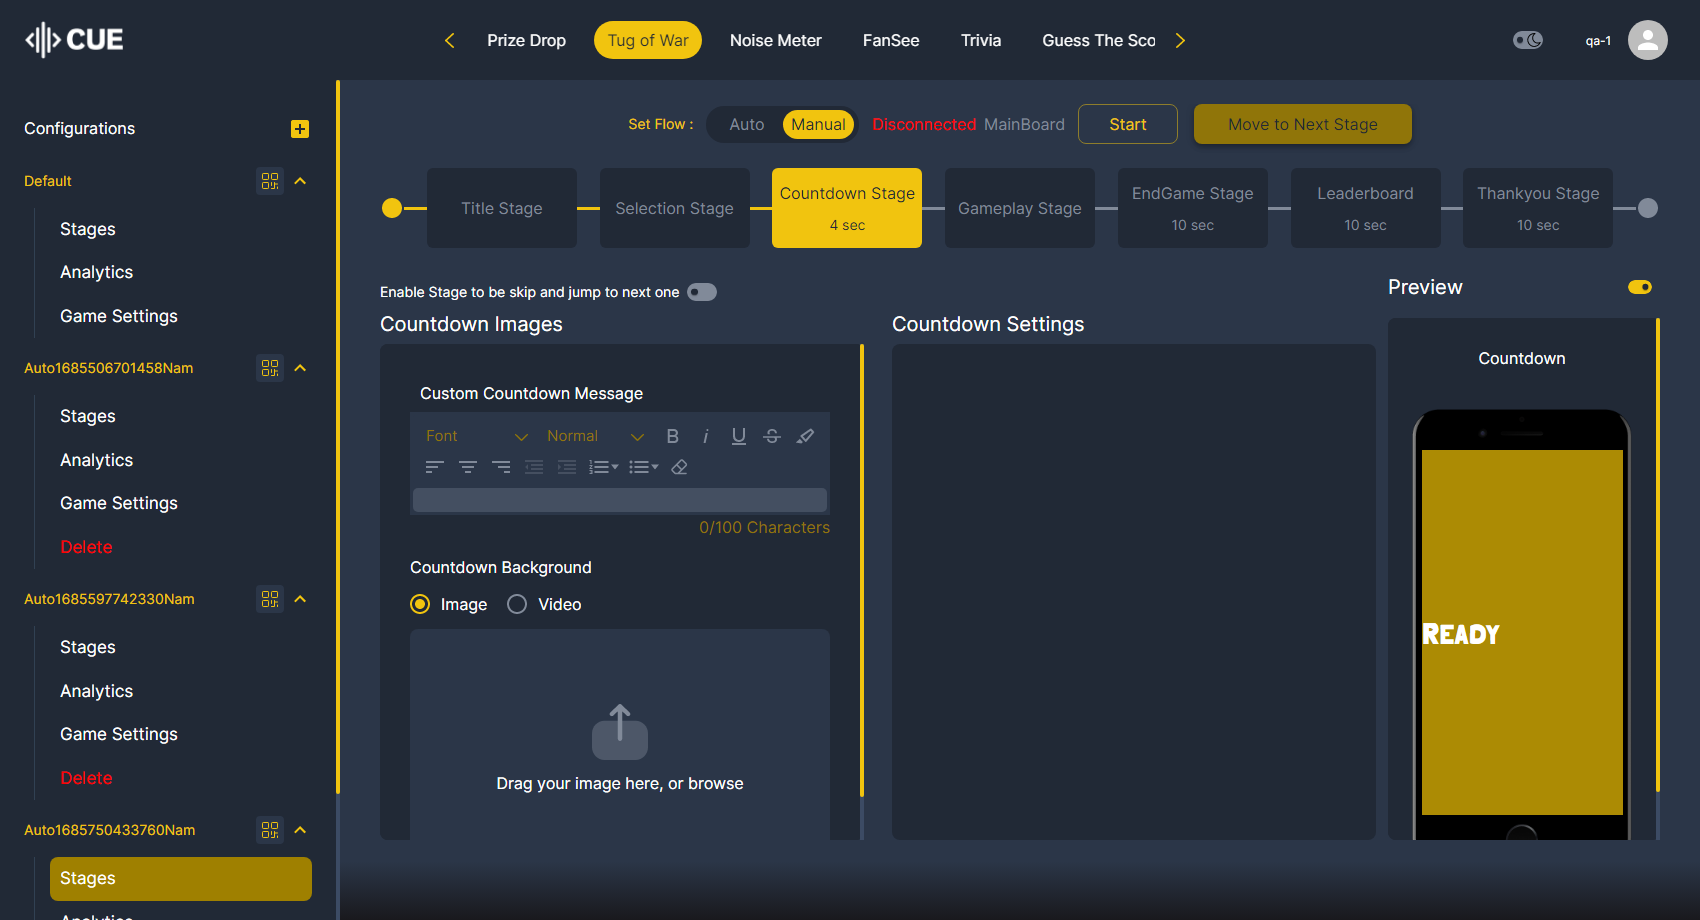 CUE
Prize Drop
Tug of War
Noise Meter
FanSee
Trivia
Guess The Sco
qa-1
Configurations
Default
Stages
Analytics
Game Settings
Auto1685506701458Nam
Stages
Analytics
Game Settings
Delete
Auto1685597742330Nam
Stages
Analytics
Game Settings
Delete
Auto1685750433760Nam
Stages
Analytics
Set Flow :
Auto
Manual
Disconnected MainBoard
Start
Move to Next Stage
Title Stage
Selection Stage
Countdown Stage
4 sec
Gameplay Stage
EndGame Stage
10 sec
Leaderboard
10 sec
Thankyou Stage
10 sec
Enable Stage to be skip and jump to next one
Countdown Images
Custom Countdown Message
Font
Normal
B
i
U
S
0/100 Characters
Countdown Background
Image
Video
Drag your image here, or browse
Countdown Settings
Preview
Countdown
READY